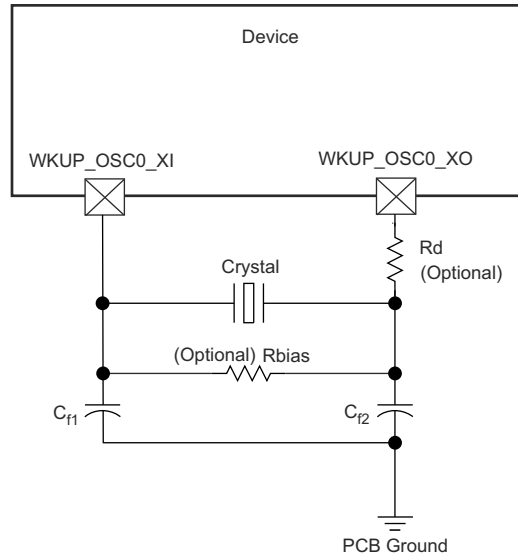 Device
WKUP_OSC0_XI
WKUP_OSC0_XO
Rd
(Optional)
Crystal
(Optional) Rbias
Cf1
Cf2
PCB Ground